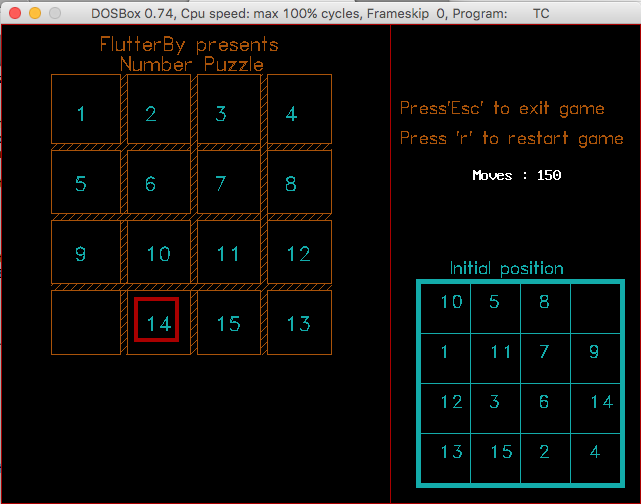 DOSBox 0.74, Cpu speed: max 100% cycles, Frameskip  0, Program:       TC
FlutterBy presents
Number Puzzle
1 2 3 4
5 6 7 8
9 10 11 12
14 15 13
Press'Esc' to exit game
Press 'r' to restart game
Moves : 150
Initial position
10 5 8
1 11 7 9
12 3 6 14
13 15 2 4